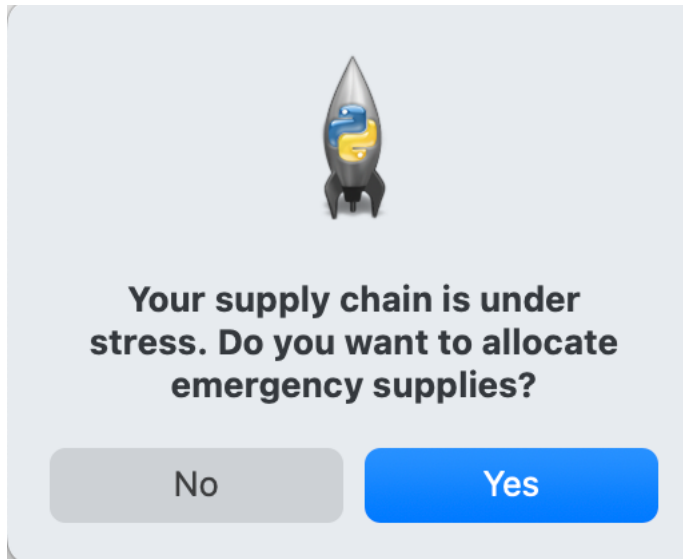 Your supply chain is under
stress. Do you want to allocate
emergency supplies?
No
Yes